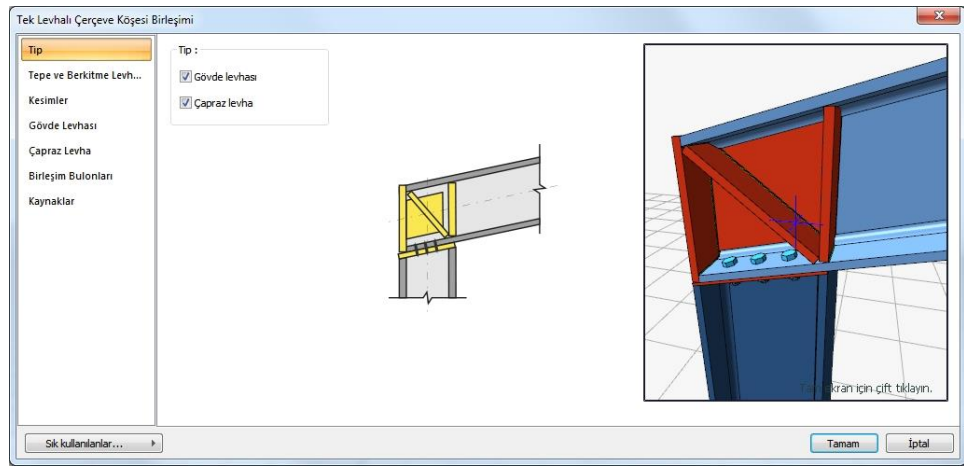 Tek Levhalı Çerçeve Köşesi Birleşimi
Tip
Tepe ve Berkitme Levh...
Kesimler
Gövde Levhası
Çapraz Levha
Birleşim Bulonları
Kaynaklar
Tip :
Gövde levhası
Çapraz levha
ekran için çift tıklayın.
Sık kullanılanlar...
Tamam
İptal